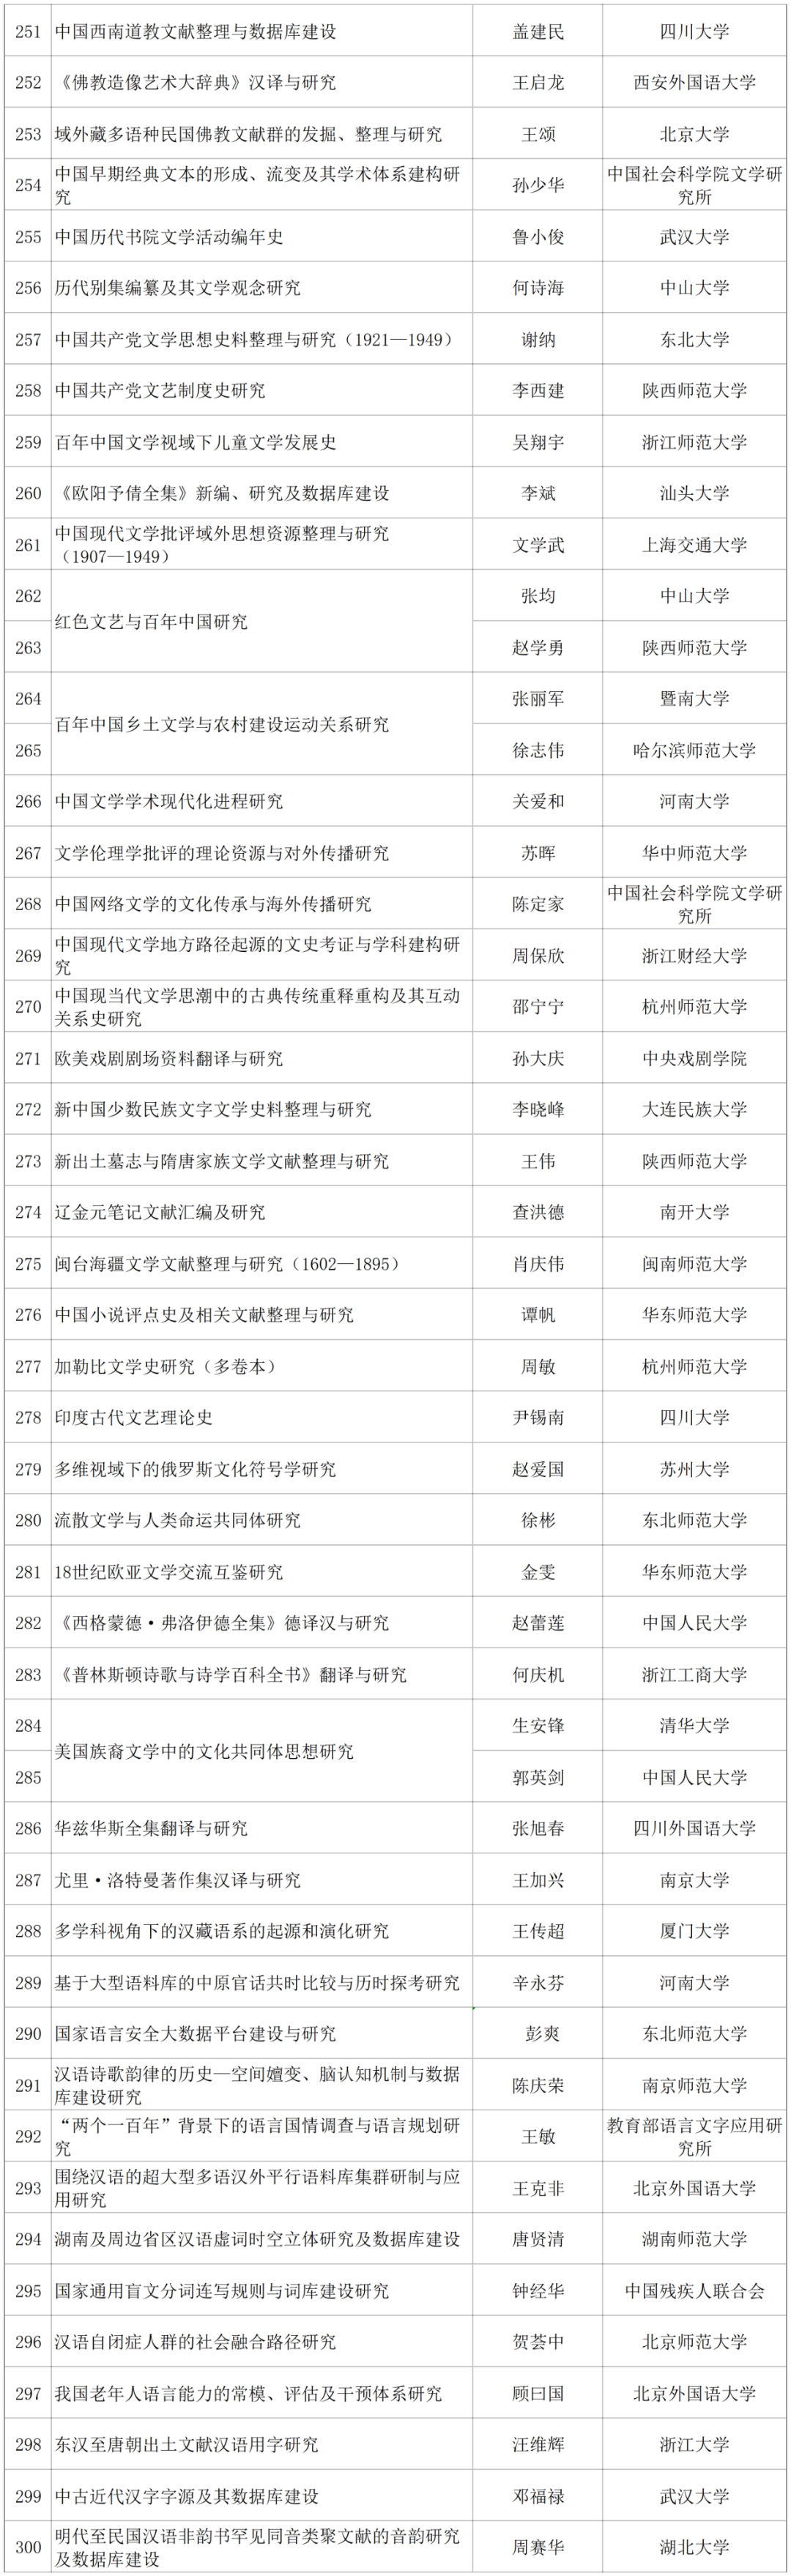 251 中国西南道教文献整理与数据库建设 盖建民 四川大学
252 《佛教造像艺术大辞典》汉译与研究 王启龙 西安外国语大学
253 域外藏多语种民国佛教文献群的发掘、整理与研究 王颂 北京大学
254 中国早期经典文本的形成、流变及其学术体系建构研
究 孙少华 中国社会科学院文学研
究所
255 中国历代书院文学活动编年史 鲁小俊 武汉大学
256 历代别集编纂及其文学观念研究 何诗海 中山大学
257 中国共产党文学思想史料整理与研究（1921—1949） 谢纳 东北大学
258 中国共产党文艺制度史研究 李西建 陕西师范大学
259 百年中国文学视域下儿童文学发展史 吴翔宇 浙江师范大学
260 《欧阳予倩全集》新编、研究及数据库建设 李斌 汕头大学
261 中国现代文学批评域外思想资源整理与研究
（1907—1949） 文学武 上海交通大学
262 张均 中山大学
红色文艺与百年中国研究
263 赵学勇 陕西师范大学
264 张丽军 暨南大学
百年中国乡土文学与农村建设运动关系研究
265 徐志伟 哈尔滨师范大学
266 中国文学学术现代化进程研究 关爱和 河南大学
267 文学伦理学批评的理论资源与对外传播研究 苏晖 华中师范大学
268 中国网络文学的文化传承与海外传播研究 陈定家 中国社会科学院文学研
究所
269 中国现代文学地方路径起源的文史考证与学科建构研
究 周保欣 浙江财经大学
270 中国现当代文学思潮中的古典传统重释重构及其互动
关系史研究 邵宁宁 杭州师范大学
271 欧美戏剧剧场资料翻译与研究 孙大庆 中央戏剧学院
272 新中国少数民族文字文学史料整理与研究 李晓峰 大连民族大学
273 新出土墓志与隋唐家族文学文献整理与研究 王伟 陕西师范大学
274 辽金元笔记文献汇编及研究 查洪德 南开大学
275 闽台海疆文学文献整理与研究（1602—1895） 肖庆伟 闽南师范大学
276 中国小说评点史及相关文献整理与研究 谭帆 华东师范大学
277 加勒比文学史研究（多卷本） 周敏 杭州师范大学
278 印度古代文艺理论史 尹锡南 四川大学
279 多维视域下的俄罗斯文化符号学研究 赵爱国 苏州大学
280 流散文学与人类命运共同体研究 徐彬 东北师范大学
281 18世纪欧亚文学交流互鉴研究 金雯 华东师范大学
282 《西格蒙德·弗洛伊德全集》德译汉与研究 赵蕾莲 中国人民大学
283 《普林斯顿诗歌与诗学百科全书》翻译与研究 何庆机 浙江工商大学
284 生安锋 清华大学
美国族裔文学中的文化共同体思想研究
285 郭英剑 中国人民大学
286 华兹华斯全集翻译与研究 张旭春 四川外国语大学
287 尤里·洛特曼著作集汉译与研究 王加兴 南京大学
288 多学科视角下的汉藏语系的起源和演化研究 王传超 厦门大学
289 基于大型语料库的中原官话共时比较与历时探考研究 辛永芬 河南大学
290 国家语言安全大数据平台建设与研究 彭爽 东北师范大学
291 汉语诗歌韵律的历史—空间嬗变、脑认知机制与数据
库建设研究 陈庆荣 南京师范大学
292 “两个一百年”背景下的语言国情调查与语言规划研
究 王敏 教育部语言文字应用研
究所
293 围绕汉语的超大型多语汉外平行语料库集群研制与应
用研究 王克非 北京外国语大学
294 湖南及周边省区汉语虚词时空立体研究及数据库建设 唐贤清 湖南师范大学
295 国家通用盲文分词连写规则与词库建设研究 钟经华 中国残疾人联合会
296 汉语自闭症人群的社会融合路径研究 贺荟中 北京师范大学
297 我国老年人语言能力的常模、评估及干预体系研究 顾曰国 北京外国语大学
298 东汉至唐朝出土文献汉语用字研究 汪维辉 浙江大学
299 中古近代汉字字源及其数据库建设 邓福禄 武汉大学
300 明代至民国汉语非韵书罕见同音类聚文献的音韵研究
及数据库建设 周赛华 湖北大学